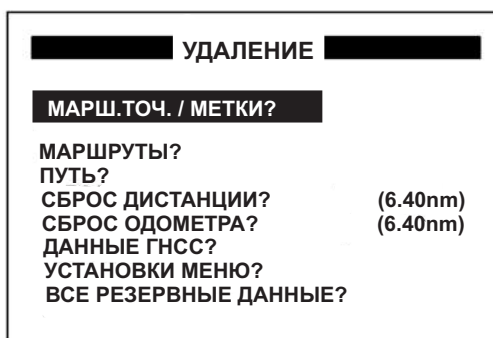 УДАЛЕНИЕ
МАРШ.ТОЧ. / МЕТКИ?
МАРШРУТЫ?
ПУТЬ?
СБРОС ДИСТАНЦИИ? (6.40nm)
СБРОС ОДОМЕТРА? (6.40nm)
ДАННЫЕ ГНСС?
УСТАНОВКИ МЕНЮ?
ВСЕ РЕЗЕРВНЫЕ ДАННЫЕ?